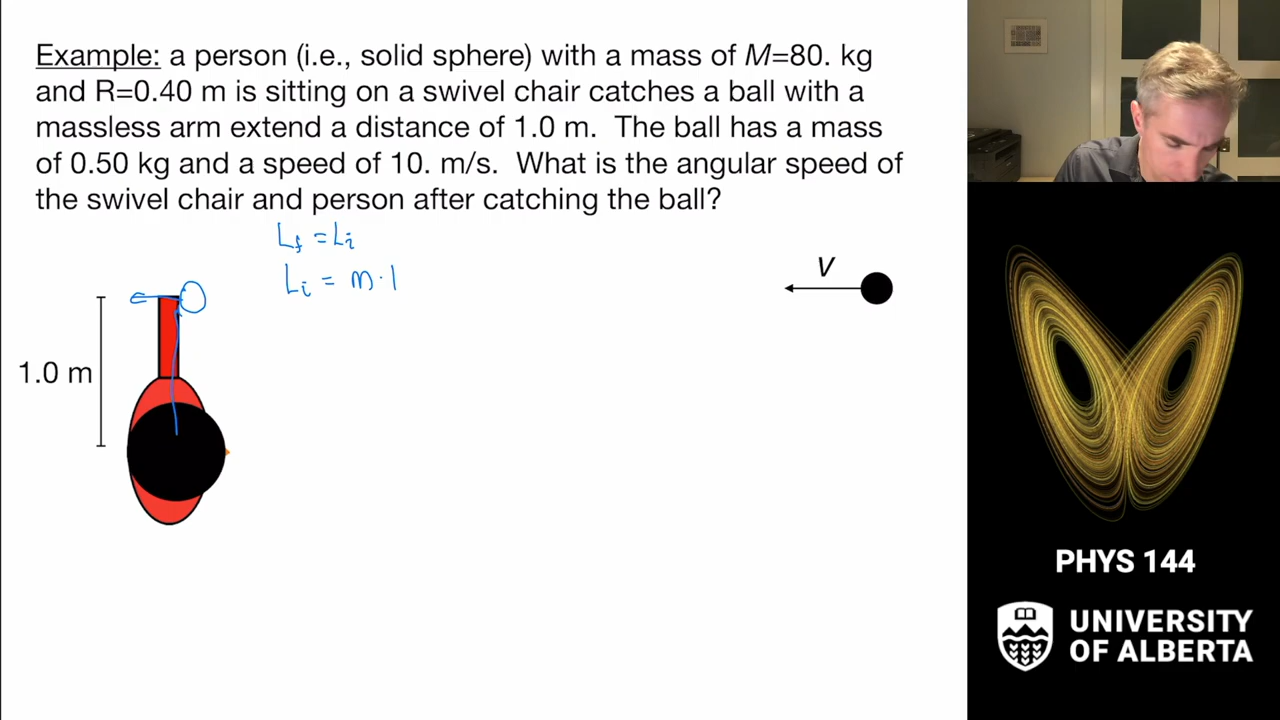 Example: a person (i.e., solid sphere) with a mass of M=80. kg
and R=0.40 m is sitting on a swivel chair catches a ball with a
massless arm extend a distance of 1.0 m. The ball has a mass
of 0.50 kg and a speed of 10. m/s. What is the angular speed of
the swivel chair and person after catching the ball?
L_f = L_i
L_i = m·l
v
1.0 m
PHYS 144
UNIVERSITY
OF ALBERTA